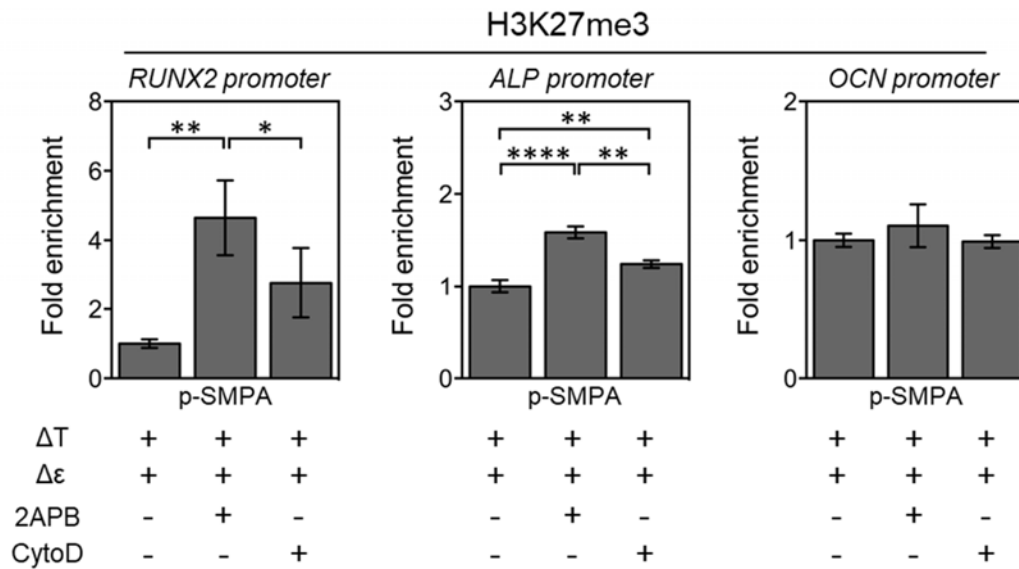 H3K27me3
RUNX2 promoter ALP promoter OCN promoter
Fold enrichment
8
6
4
2
0
** *
p-SMPA
Fold enrichment
3
2
1
0
**
**** **
p-SMPA
Fold enrichment
2
1
0
p-SMPA
ΔT + + + + + + + + +
Δε + + + + + + + + +
2APB - + - - + - - + -
CytoD - - + - - + - - +